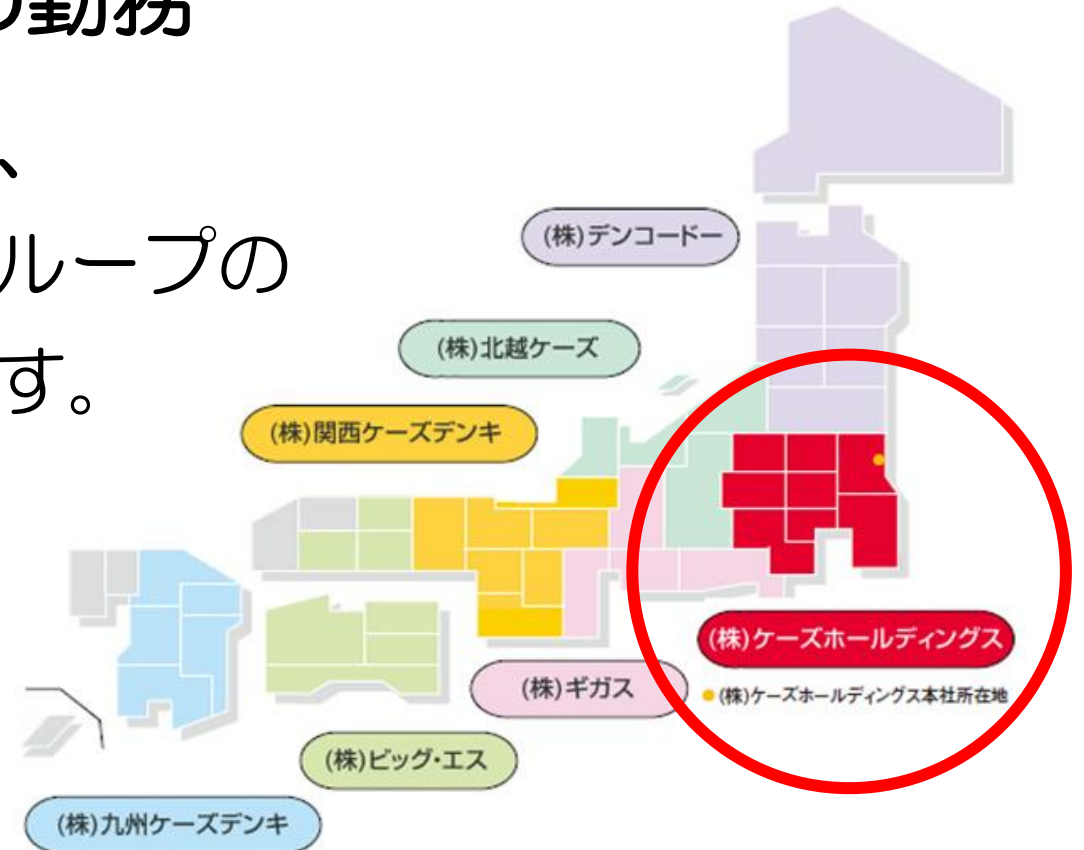 勤務
、
ループの
す。
(株)デンコードー
(株)北越ケーズ
(株)関西ケーズデンキ
(株)ケーズホールディングス
(株)ギガス
●(株)ケーズホールディングス本社所在地
(株)ビッグ・エス
(株)九州ケーズデンキ